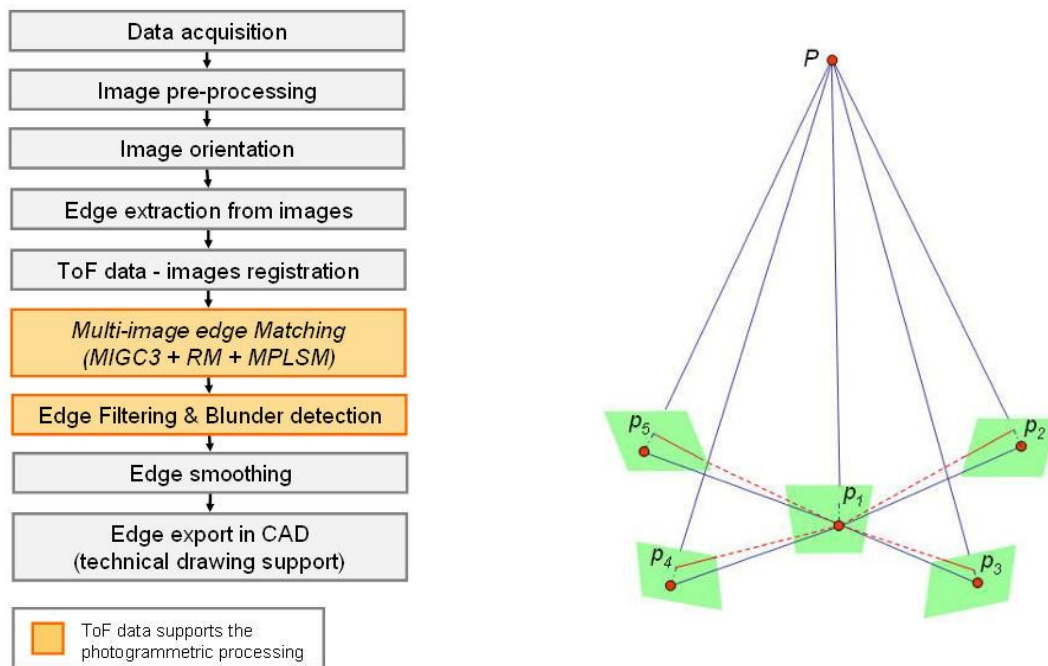 Data acquisition
Image pre-processing
Image orientation
Edge extraction from images
ToF data - images registration
Multi-image edge Matching
(MIGC3 + RM + MPLSM)
Edge Filtering & Blunder detection
Edge smoothing
Edge export in CAD
(technical drawing support)
ToF data supports the
photogrammetric processing
P
p5
p2
p1
p4
p3